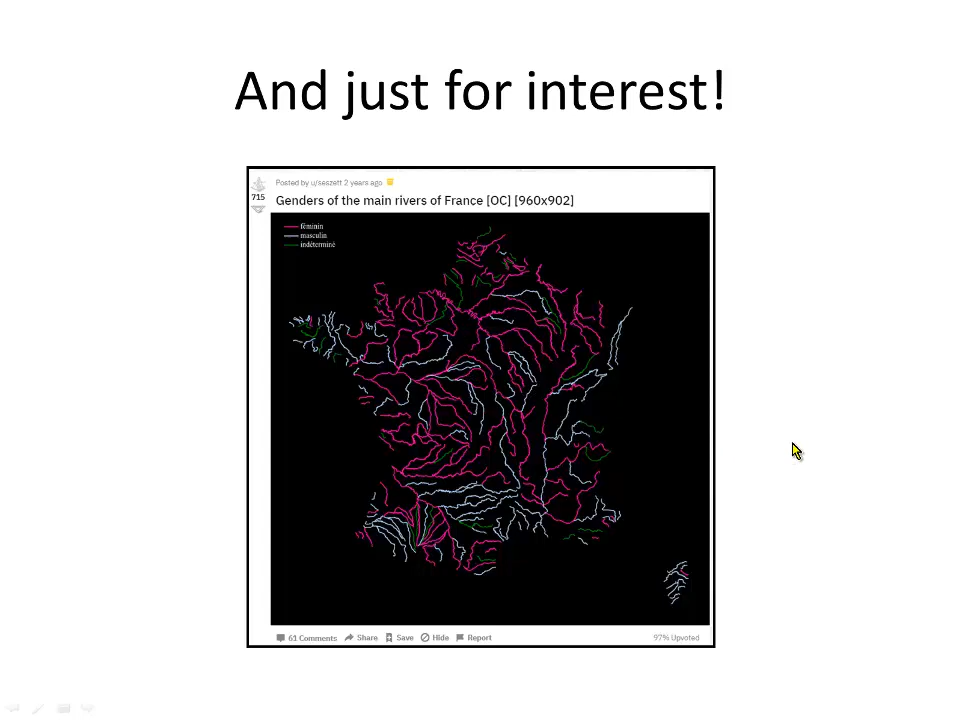 And just for interest!
Posted by u/seszett 2 years ago
715
Genders of the main rivers of France [OC] [960x902]
féminin
masculin
indéterminé
61 Comments Share Save Hide Report
97% Upvoted